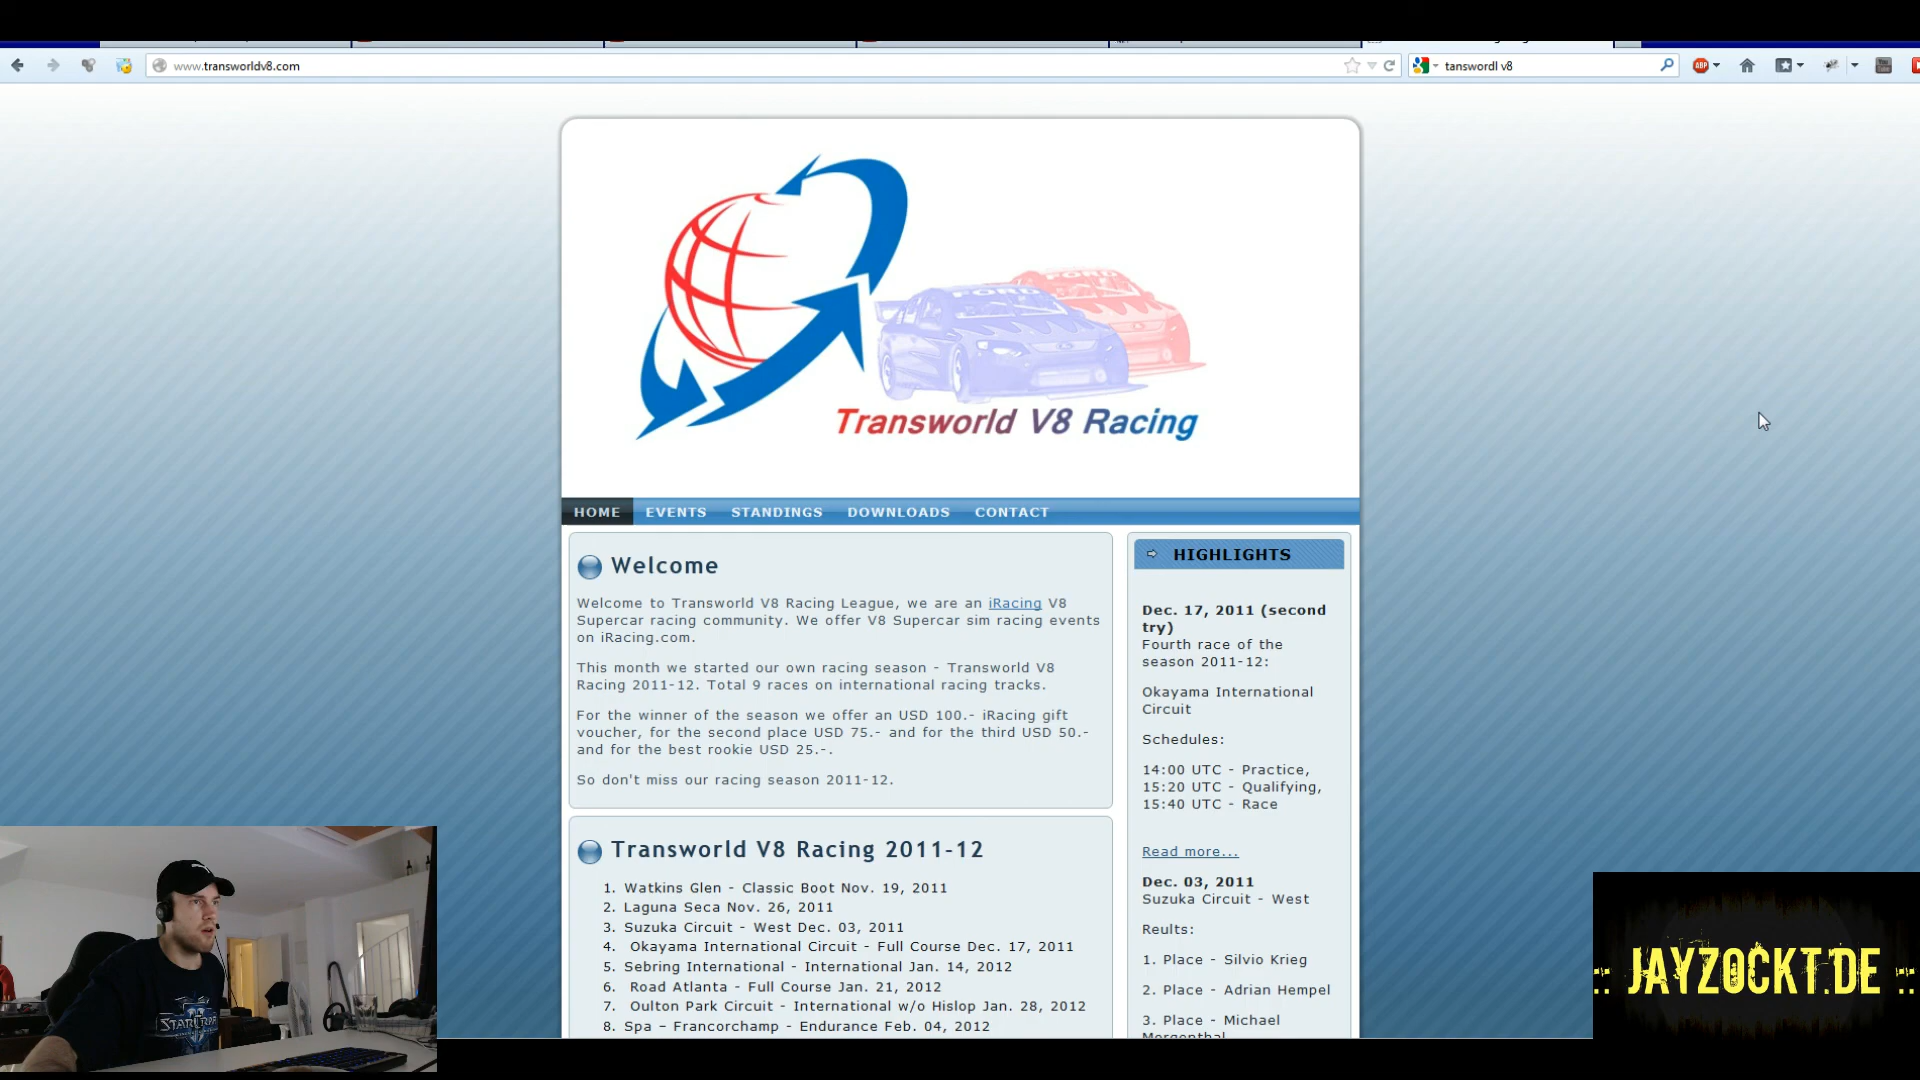 www.transworldv8.com
tanswordl v8
ABP
FORD
FORD
Transworld V8 Racing
HOME EVENTS STANDINGS DOWNLOADS CONTACT
Welcome
Welcome to Transworld V8 Racing League, we are an iRacing V8
Supercar racing community. We offer V8 Supercar sim racing events
on iRacing.com.
This month we started our own racing season - Transworld V8
Racing 2011-12. Total 9 races on international racing tracks.
For the winner of the season we offer an USD 100.- iRacing gift
voucher, for the second place USD 75.- and for the third USD 50.-
and for the best rookie USD 25.-.
So don't miss our racing season 2011-12.
Transworld V8 Racing 2011-12
1. Watkins Glen - Classic Boot Nov. 19, 2011
2. Laguna Seca Nov. 26, 2011
3. Suzuka Circuit - West Dec. 03, 2011
4. Okayama International Circuit - Full Course Dec. 17, 2011
5. Sebring International - International Jan. 14, 2012
6. Road Atlanta - Full Course Jan. 21, 2012
7. Oulton Park Circuit - International w/o Hislop Jan. 28, 2012
8. Spa – Francorchamp - Endurance Feb. 04, 2012
HIGHLIGHTS
Dec. 17, 2011 (second
try)
Fourth race of the
season 2011-12:
Okayama International
Circuit
Schedules:
14:00 UTC - Practice,
15:20 UTC - Qualifying,
15:40 UTC - Race
Read more...
Dec. 03, 2011
Suzuka Circuit - West
Reults:
1. Place - Silvio Krieg
2. Place - Adrian Hempel
3. Place - Michael
Morgenthal
STARCRAFT
:: JAYZOCKT.DE ::